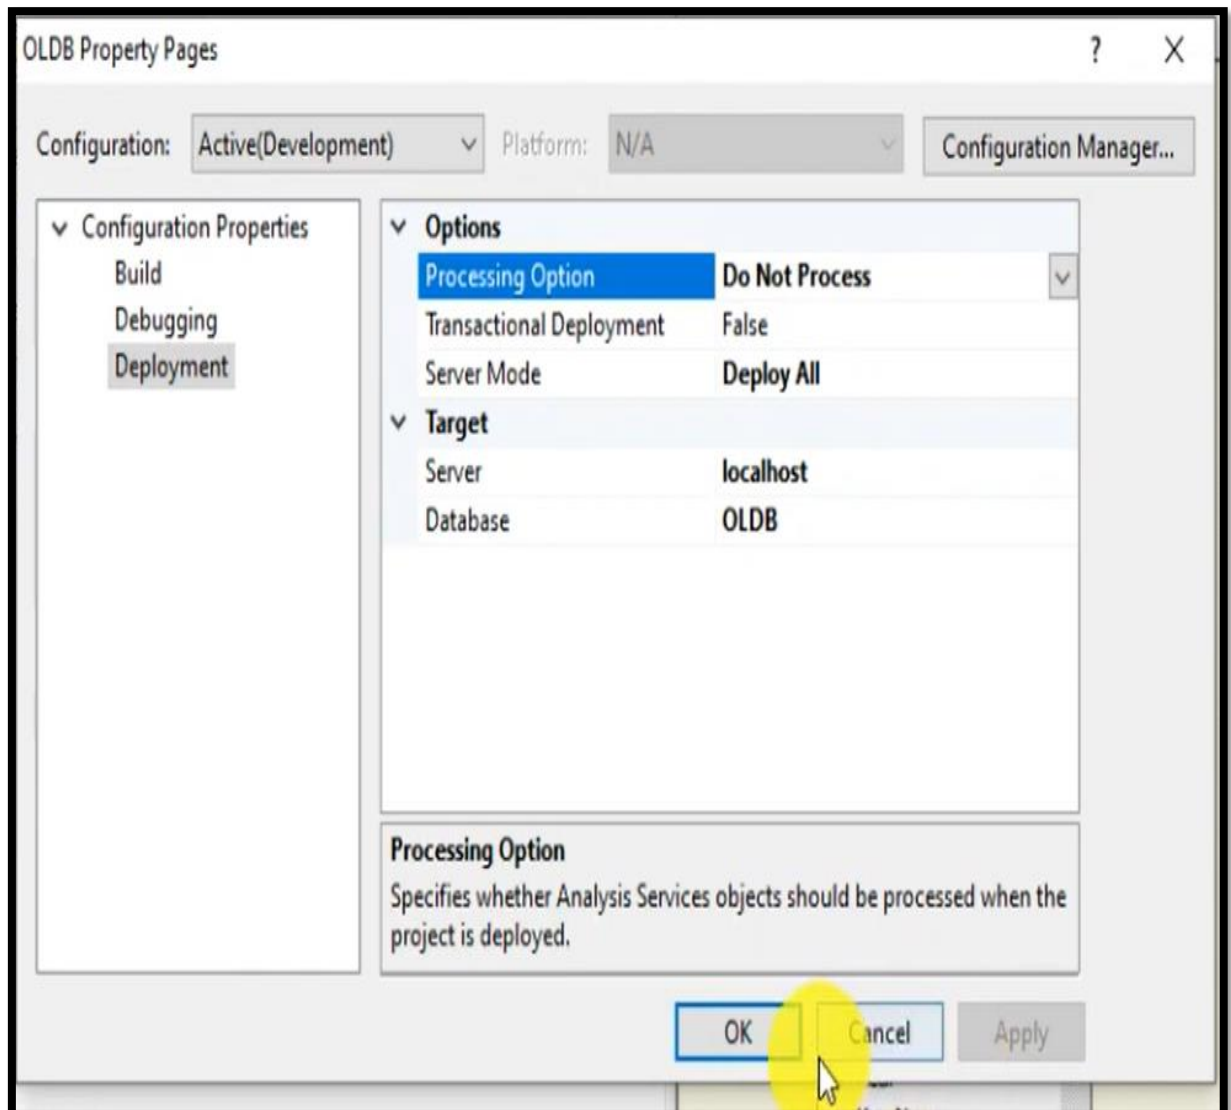 OLDB Property Pages
? X
Configuration: Active(Development) Platform: N/A Configuration Manager...
Configuration Properties
Build
Debugging
Deployment
Options
Processing Option Do Not Process
Transactional Deployment False
Server Mode Deploy All
Target
Server localhost
Database OLDB
Processing Option
Specifies whether Analysis Services objects should be processed when the
project is deployed.
OK Cancel Apply